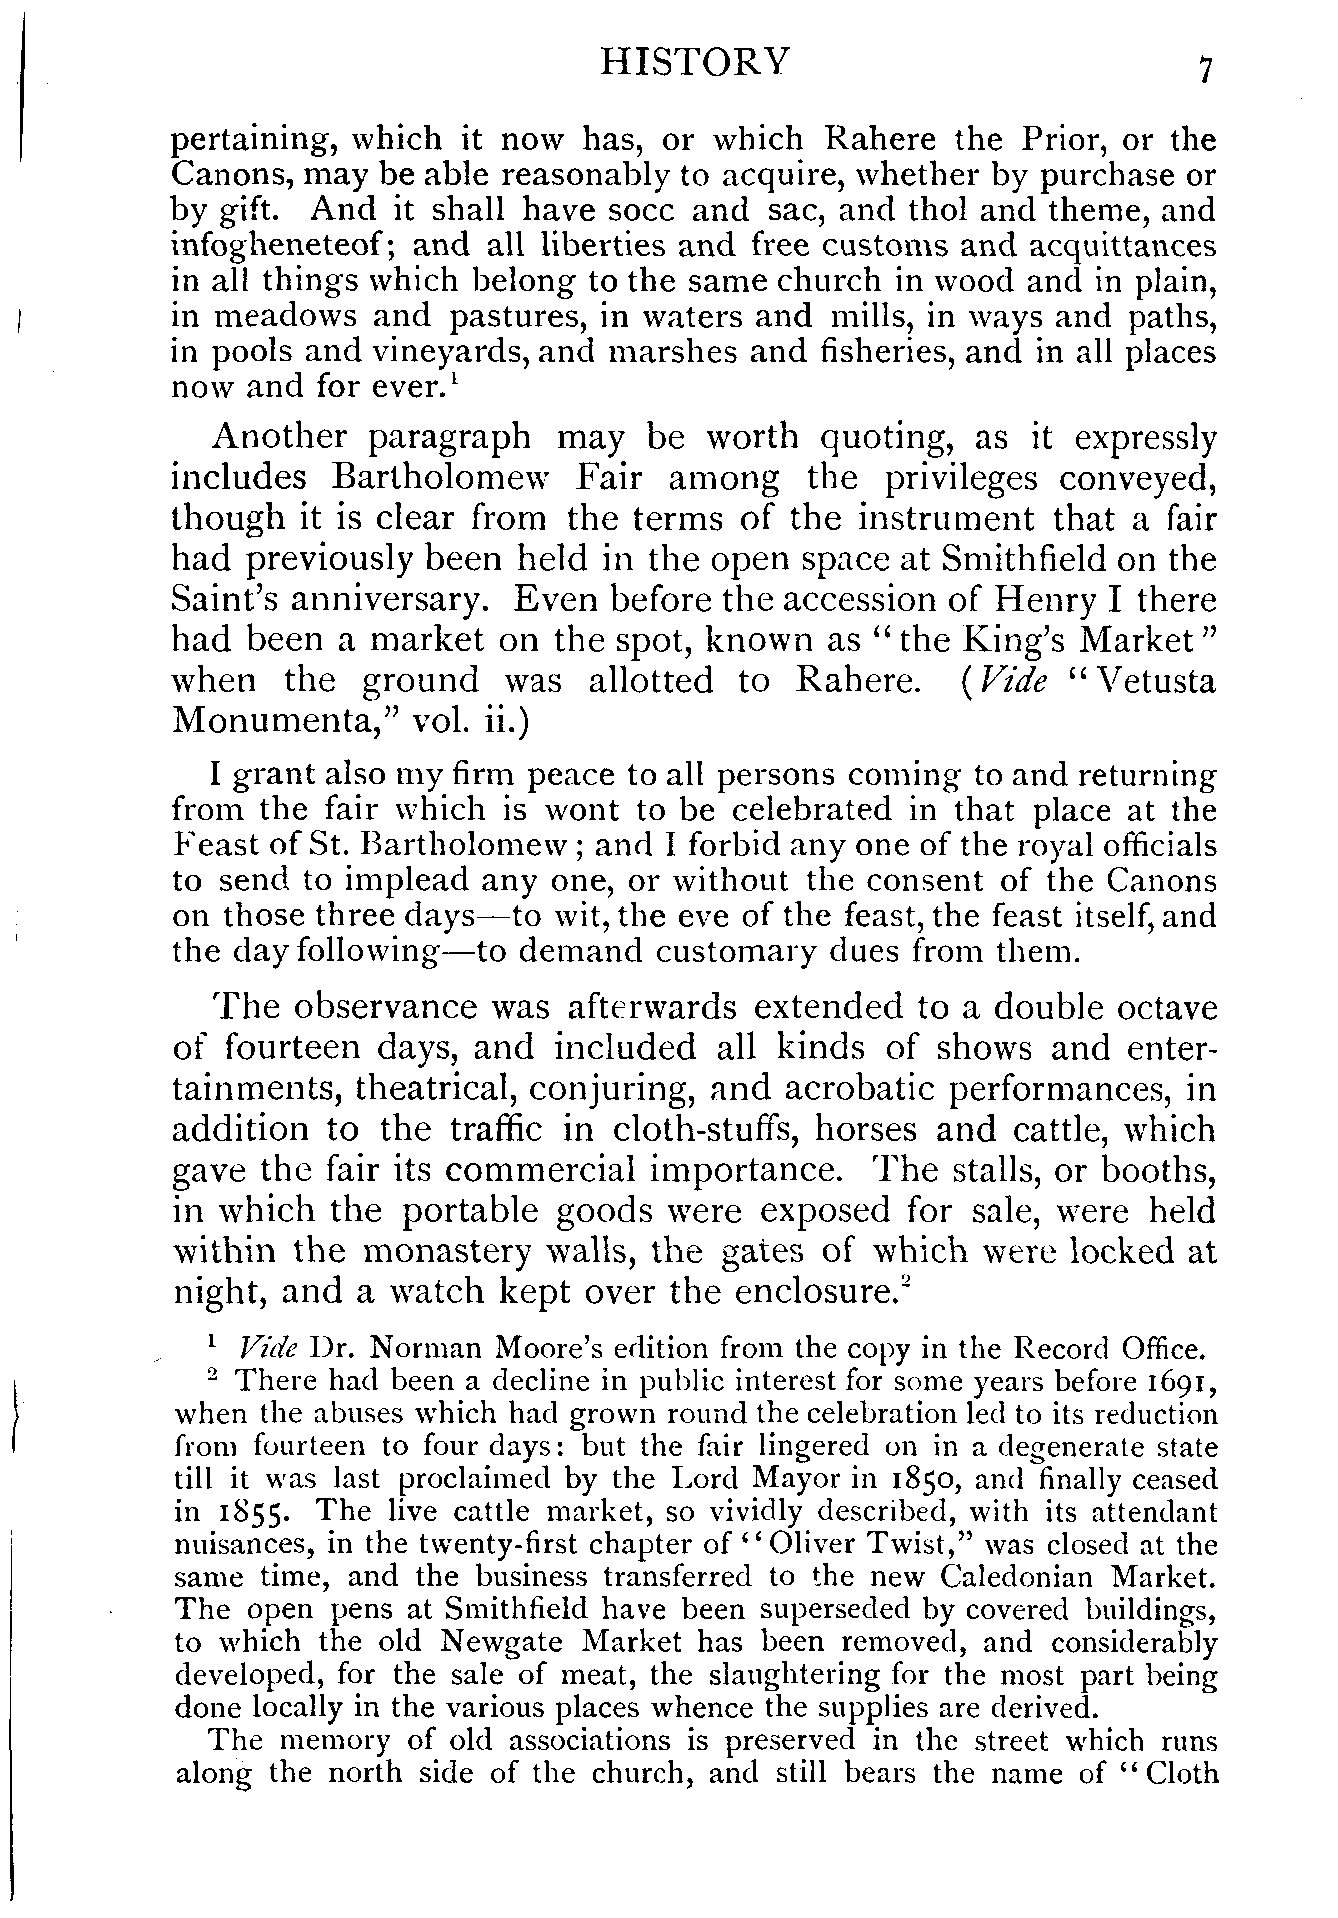 HISTORY 7
pertaining, which it now has, or which Rahere the Prior, or the
Canons, may be able reasonably to acquire, whether by purchase or
by gift. And it shall have socc and sac, and thol and theme, and
infogheneteof; and all liberties and free customs and acquittances
in all things which belong to the same church in wood and in plain,
in meadows and pastures, in waters and mills, in ways and paths,
in pools and vineyards, and marshes and fisheries, and in all places
now and for ever.¹
Another paragraph may be worth quoting, as it expressly
includes Bartholomew Fair among the privileges conveyed,
though it is clear from the terms of the instrument that a fair
had previously been held in the open space at Smithfield on the
Saint's anniversary. Even before the accession of Henry I there
had been a market on the spot, known as “the King's Market”
when the ground was allotted to Rahere. (Vide “Vetusta
Monumenta,” vol. ii.)
I grant also my firm peace to all persons coming to and returning
from the fair which is wont to be celebrated in that place at the
Feast of St. Bartholomew; and I forbid any one of the royal officials
to send to implead any one, or without the consent of the Canons
on those three days—to wit, the eve of the feast, the feast itself, and
the day following—to demand customary dues from them.
The observance was afterwards extended to a double octave
of fourteen days, and included all kinds of shows and enter-
tainments, theatrical, conjuring, and acrobatic performances, in
addition to the traffic in cloth-stuffs, horses and cattle, which
gave the fair its commercial importance. The stalls, or booths,
in which the portable goods were exposed for sale, were held
within the monastery walls, the gates of which were locked at
night, and a watch kept over the enclosure.²
¹ Vide Dr. Norman Moore's edition from the copy in the Record Office.
² There had been a decline in public interest for some years before 1691,
when the abuses which had grown round the celebration led to its reduction
from fourteen to four days: but the fair lingered on in a degenerate state
till it was last proclaimed by the Lord Mayor in 1850, and finally ceased
in 1855. The live cattle market, so vividly described, with its attendant
nuisances, in the twenty-first chapter of “Oliver Twist,” was closed at the
same time, and the business transferred to the new Caledonian Market.
The open pens at Smithfield have been superseded by covered buildings,
to which the old Newgate Market has been removed, and considerably
developed, for the sale of meat, the slaughtering for the most part being
done locally in the various places whence the supplies are derived.
The memory of old associations is preserved in the street which runs
along the north side of the church, and still bears the name of “Cloth